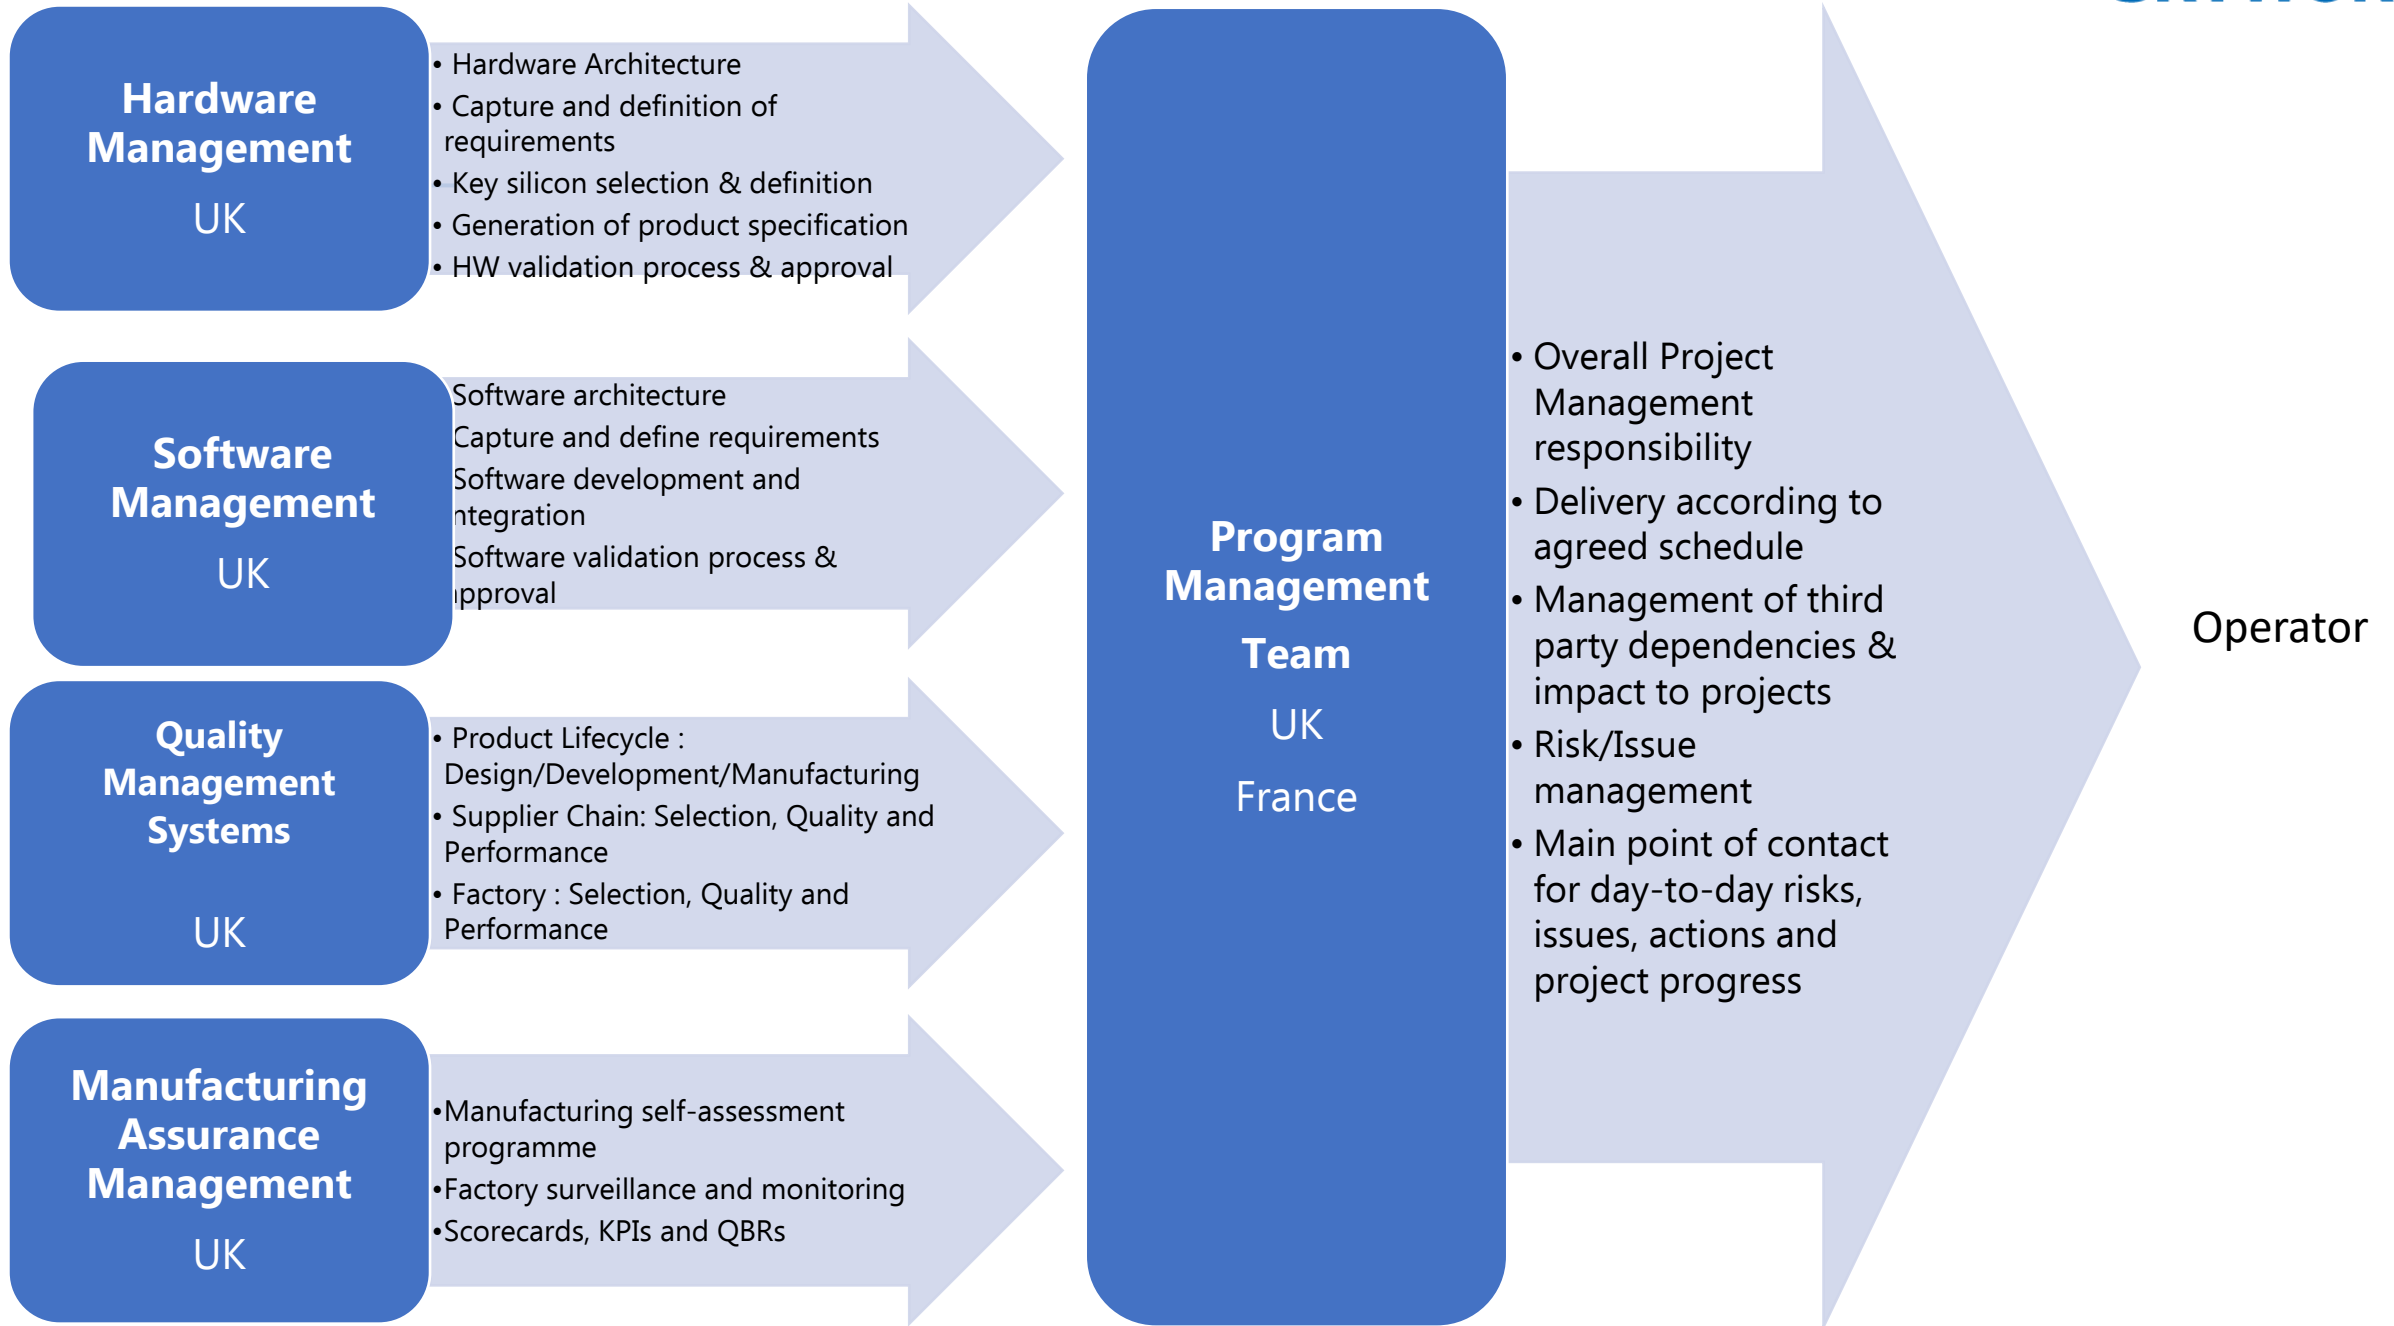 Hardware
Management
UK
• Hardware Architecture
• Capture and definition of
requirements
• Key silicon selection & definition
• Generation of product specification
• HW validation process & approval
Software
Management
UK
Software architecture
Capture and define requirements
Software development and
ntegration
Software validation process &
pproval
Quality
Management
Systems
UK
• Product Lifecycle :
Design/Development/Manufacturing
• Supplier Chain: Selection, Quality and
Performance
• Factory : Selection, Quality and
Performance
Manufacturing
Assurance
Management
UK
•Manufacturing self-assessment
programme
•Factory surveillance and monitoring
•Scorecards, KPIs and QBRs
Program
Management
Team
UK
France
• Overall Project
Management
responsibility
• Delivery according to
agreed schedule
• Management of third
party dependencies &
impact to projects
• Risk/Issue
management
• Main point of contact
for day-to-day risks,
issues, actions and
project progress
Operator